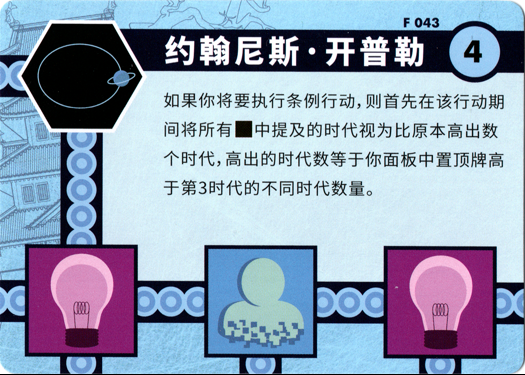 F 043
约翰尼斯·开普勒
4
如果你将要执行条例行动，则首先在该行动期
间将所有■中提及的时代视为比原本高出数
个时代，高出的时代数等于你面板中置顶牌高
于第3时代的不同时代数量。